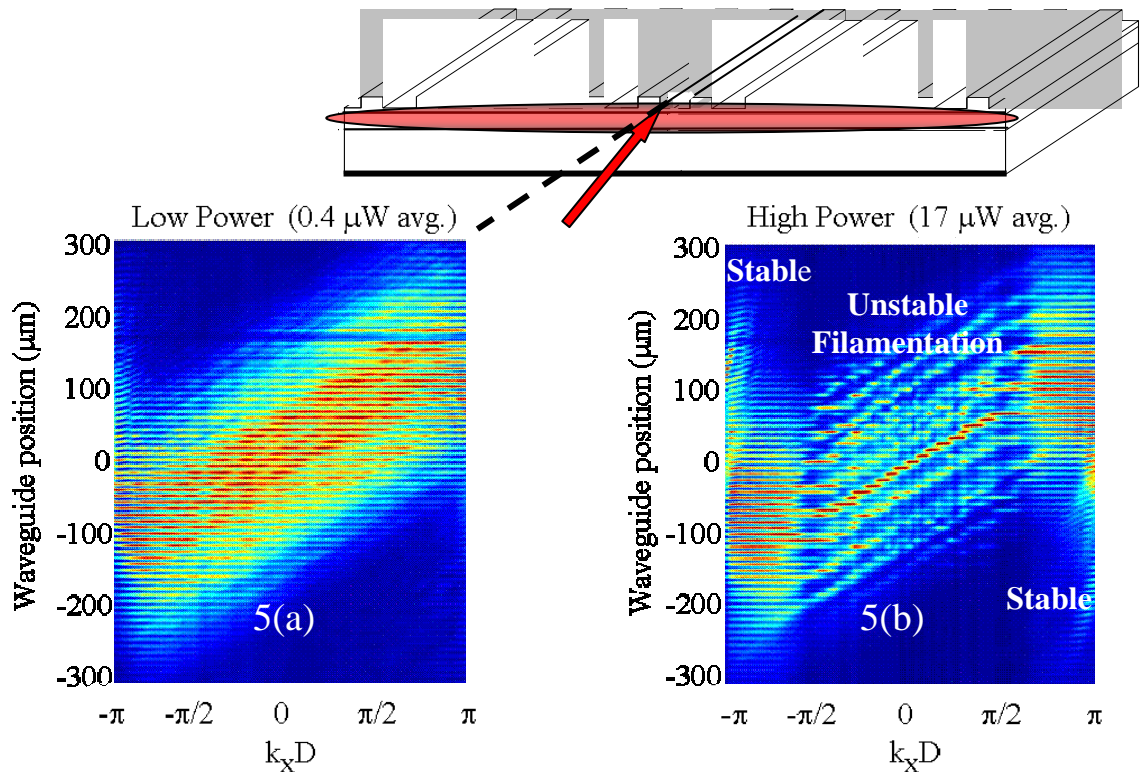 Low Power (0.4 μW avg.)
300
200
100
0
-100
-200
-300
Waveguide position (μm)
5(a)
-π -π/2 0 π/2 π
k_xD
High Power (17 μW avg.)
300
200
100
0
-100
-200
-300
Waveguide position (μm)
Stable
Unstable
Filamentation
Stable
5(b)
-π -π/2 0 π/2 π
k_xD